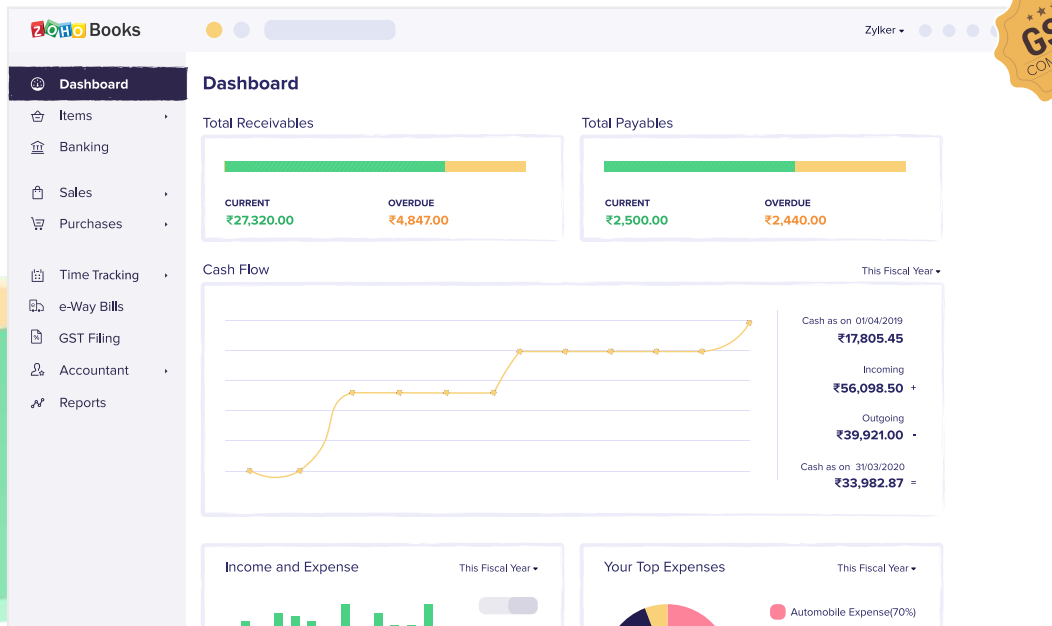 ZOHO Books
Zylker
GS
COM
Dashboard
Items
Banking
Sales
Purchases
Time Tracking
e-Way Bills
GST Filing
Accountant
Reports
Dashboard
Total Receivables
CURRENT OVERDUE
₹27,320.00 ₹4,847.00
Total Payables
CURRENT OVERDUE
₹2,500.00 ₹2,440.00
Cash Flow
This Fiscal Year
Cash as on 01/04/2019
₹17,805.45
Incoming
₹56,098.50 +
Outgoing
₹39,921.00 -
Cash as on 31/03/2020
₹33,982.87 =
Income and Expense
This Fiscal Year
Your Top Expenses
This Fiscal Year
Automobile Expense(70%)